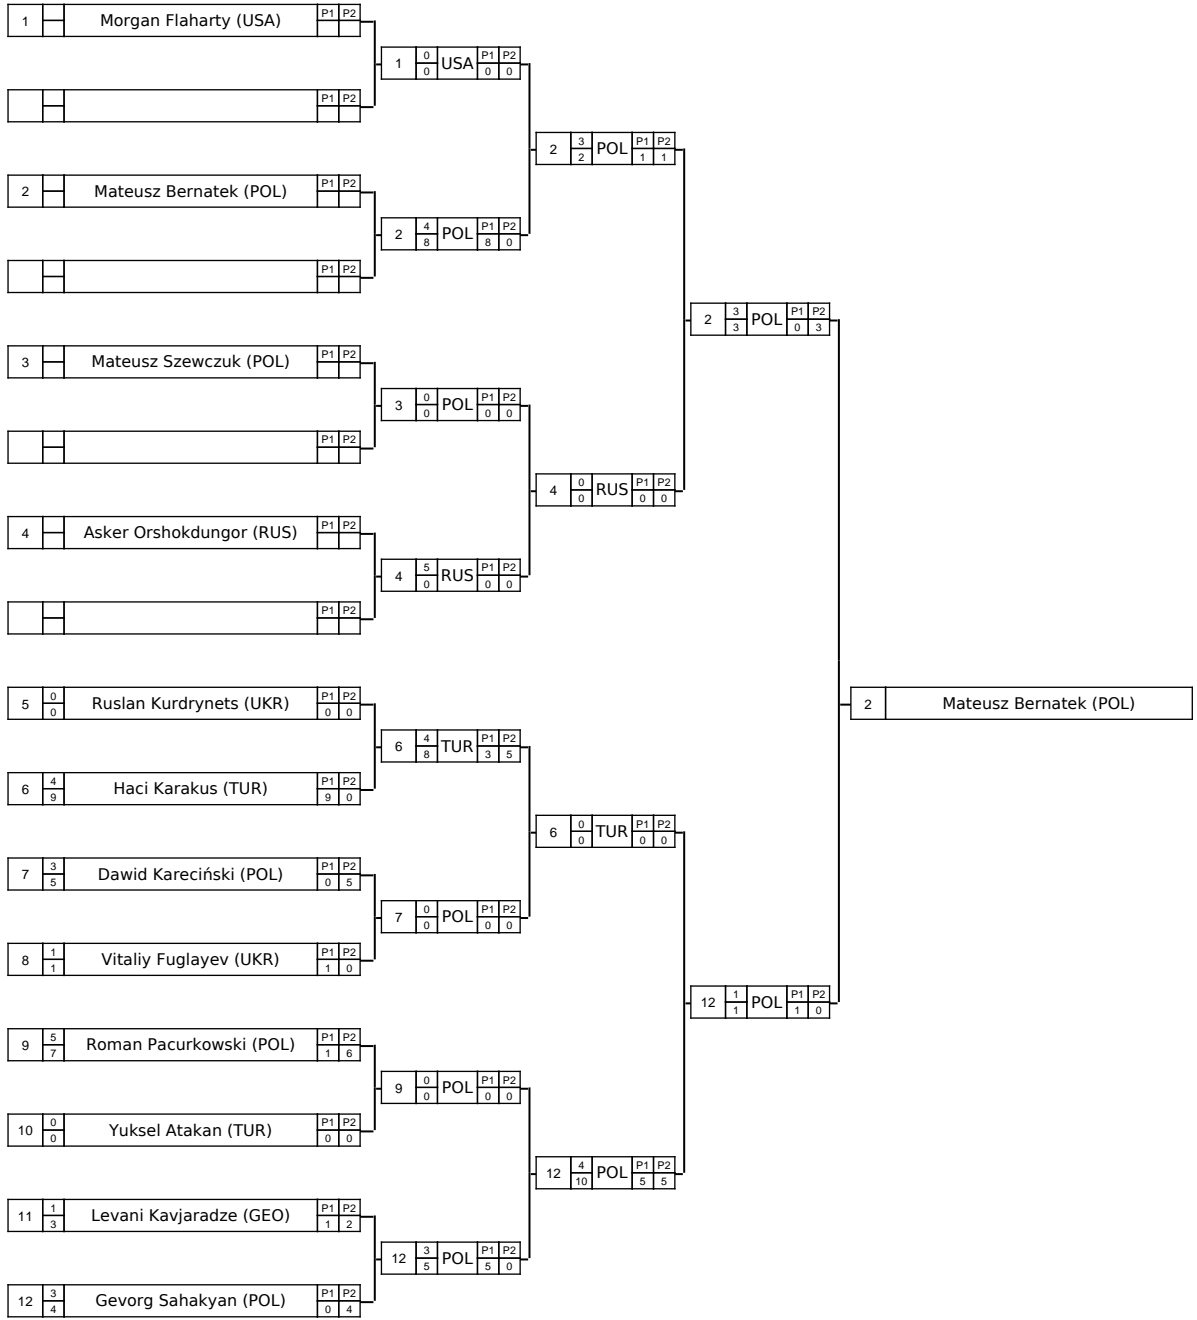 1 Morgan Flaharty (USA) P1 P2
1 0 0 USA P1 P2 0 0
P1 P2
2 3 2 POL P1 P2 1 1
2 Mateusz Bernatek (POL) P1 P2
2 4 8 POL P1 P2 8 0
P1 P2
2 3 3 POL P1 P2 0 3
3 Mateusz Szewczuk (POL) P1 P2
3 0 0 POL P1 P2 0 0
P1 P2
4 0 0 RUS P1 P2 0 0
4 Asker Orshokdungor (RUS) P1 P2
4 5 0 RUS P1 P2 0 0
P1 P2
5 0 0 Ruslan Kurdrynets (UKR) P1 P2 0 0
2 Mateusz Bernatek (POL)
6 4 8 TUR P1 P2 3 5
6 4 9 Haci Karakus (TUR) P1 P2 9 0
6 0 0 TUR P1 P2 0 0
7 3 5 Dawid Kareciński (POL) P1 P2 0 5
7 0 0 POL P1 P2 0 0
8 1 1 Vitaliy Fuglayev (UKR) P1 P2 1 0
12 1 1 POL P1 P2 1 0
9 5 7 Roman Pacurkowski (POL) P1 P2 1 6
9 0 0 POL P1 P2 0 0
10 0 0 Yuksel Atakan (TUR) P1 P2 0 0
12 4 10 POL P1 P2 5 5
11 1 3 Levani Kavjaradze (GEO) P1 P2 1 2
12 3 5 POL P1 P2 5 0
12 3 4 Gevorg Sahakyan (POL) P1 P2 0 4